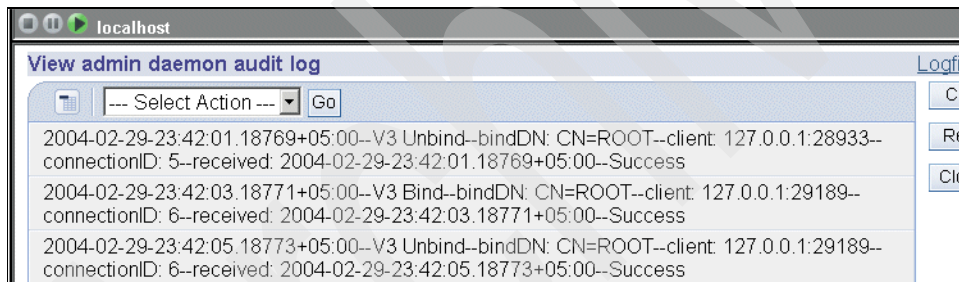 localhost
View admin daemon audit log
--- Select Action --- Go
2004-02-29-23:42:01.18769+05:00--V3 Unbind--bindDN: CN=ROOT--client: 127.0.0.1:28933--
connectionID: 5--received: 2004-02-29-23:42:01.18769+05:00--Success
2004-02-29-23:42:03.18771+05:00--V3 Bind--bindDN: CN=ROOT--client: 127.0.0.1:29189--
connectionID: 6--received: 2004-02-29-23:42:03.18771+05:00--Success
2004-02-29-23:42:05.18773+05:00--V3 Unbind--bindDN: CN=ROOT--client: 127.0.0.1:29189--
connectionID: 6--received: 2004-02-29-23:42:05.18773+05:00--Success